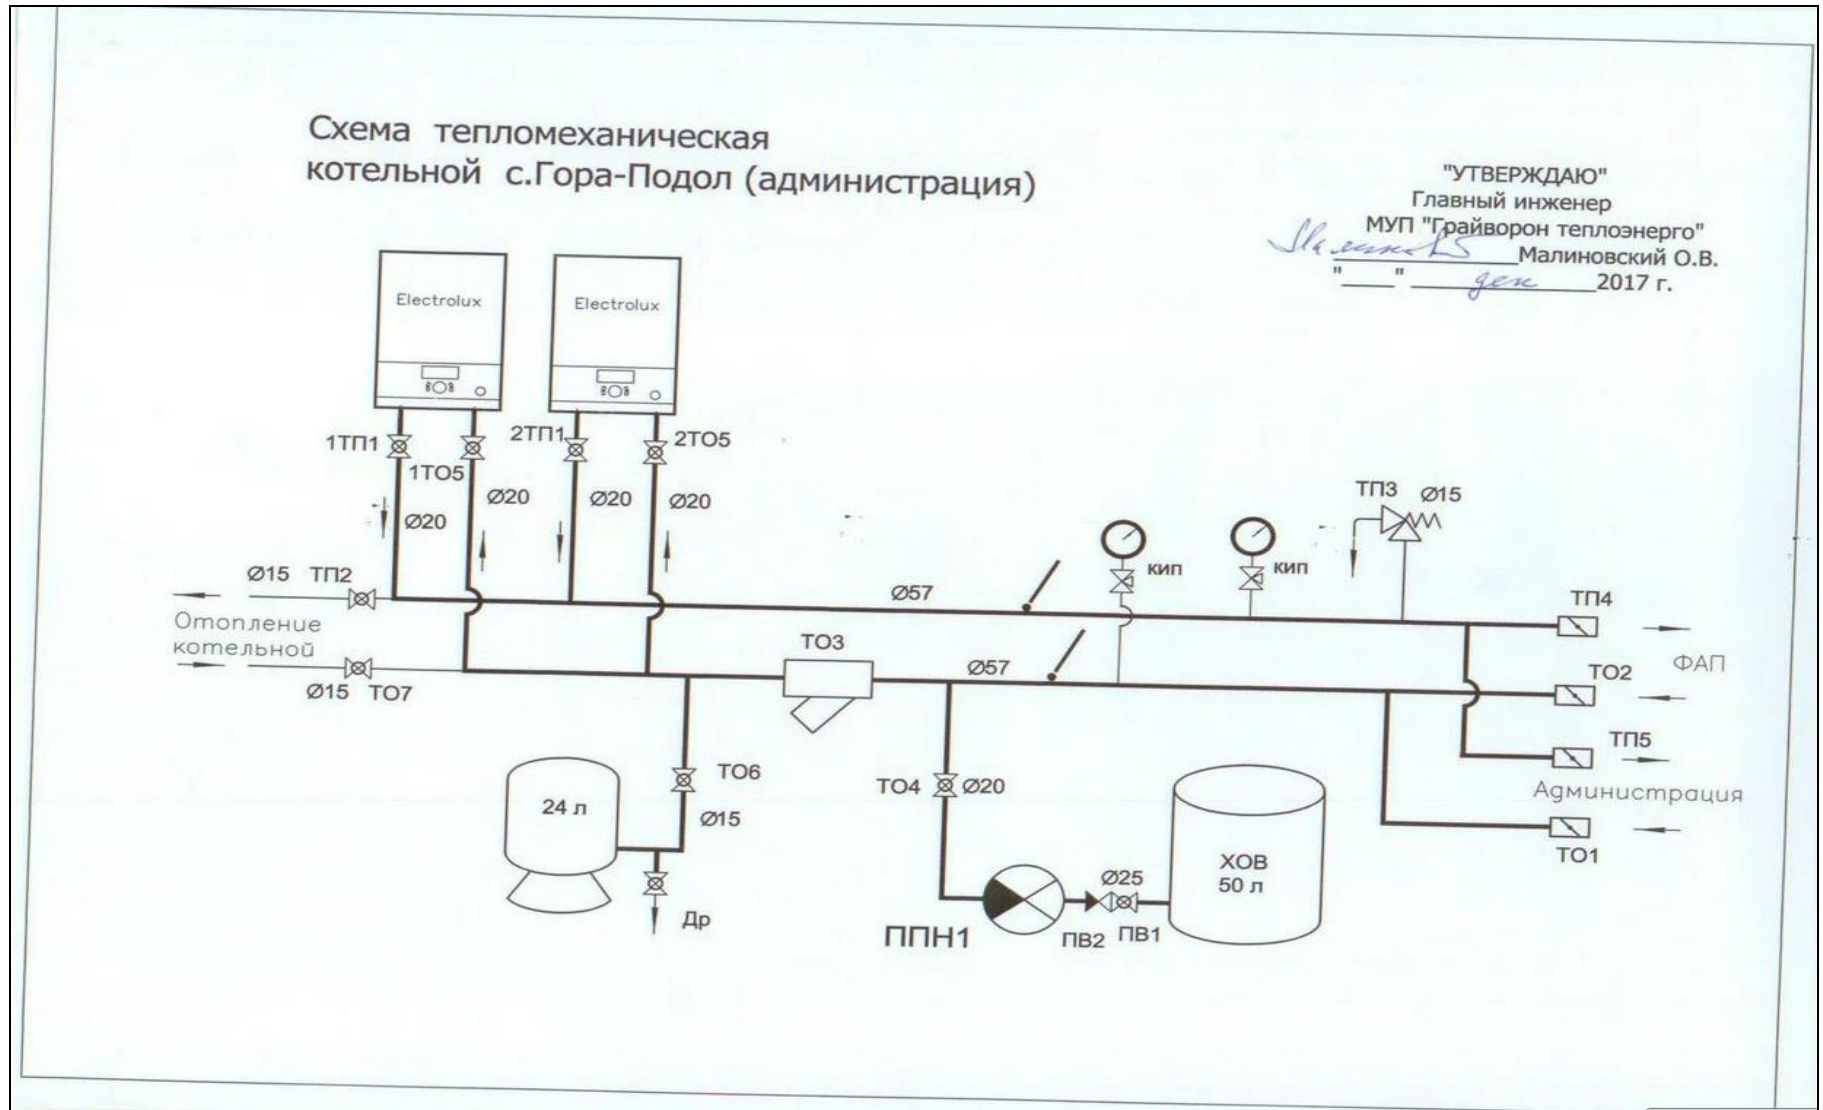 Схема тепломеханическая
котельной с.Гора-Подол (администрация)
"УТВЕРЖДАЮ"
Главный инженер
МУП "Грайворон теплоэнерго"
Малиновский О.В.
"____" дек 2017 г.
Electrolux
Electrolux
1ТП1
1ТО5
2ТП1
2ТО5
Ø20
Ø20
Ø20
Ø20
ТП3 Ø15
кип
кип
Ø15 ТП2
Ø57
ТП4
Отопление
котельной
ТО3
Ø57
ФАП
ТО2
Ø15 ТО7
ТП5
24 л
ТО6
Ø15
ТО4 Ø20
Администрация
ТО1
ХОВ
50 л
Ø25
Др
ППН1
ПВ2 ПВ1